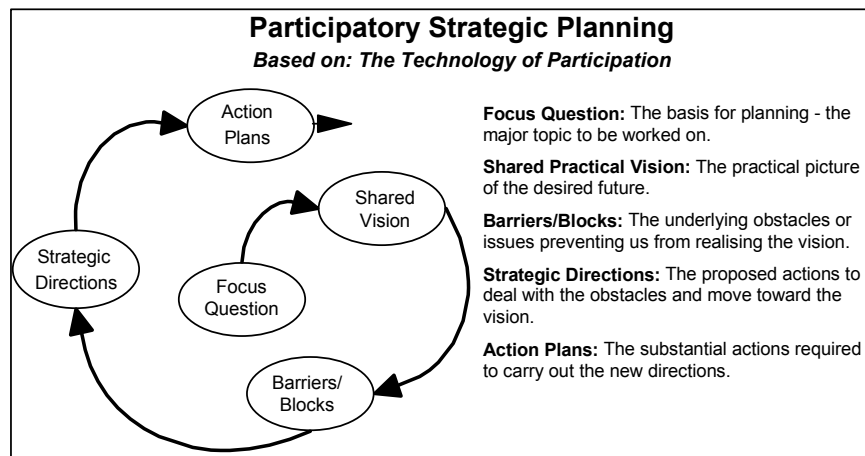 Participatory Strategic Planning
Based on: The Technology of Participation
Action
Plans
Shared
Vision
Strategic
Directions
Focus
Question
Barriers/
Blocks
Focus Question: The basis for planning - the
major topic to be worked on.
Shared Practical Vision: The practical picture
of the desired future.
Barriers/Blocks: The underlying obstacles or
issues preventing us from realising the vision.
Strategic Directions: The proposed actions to
deal with the obstacles and move toward the
vision.
Action Plans: The substantial actions required
to carry out the new directions.